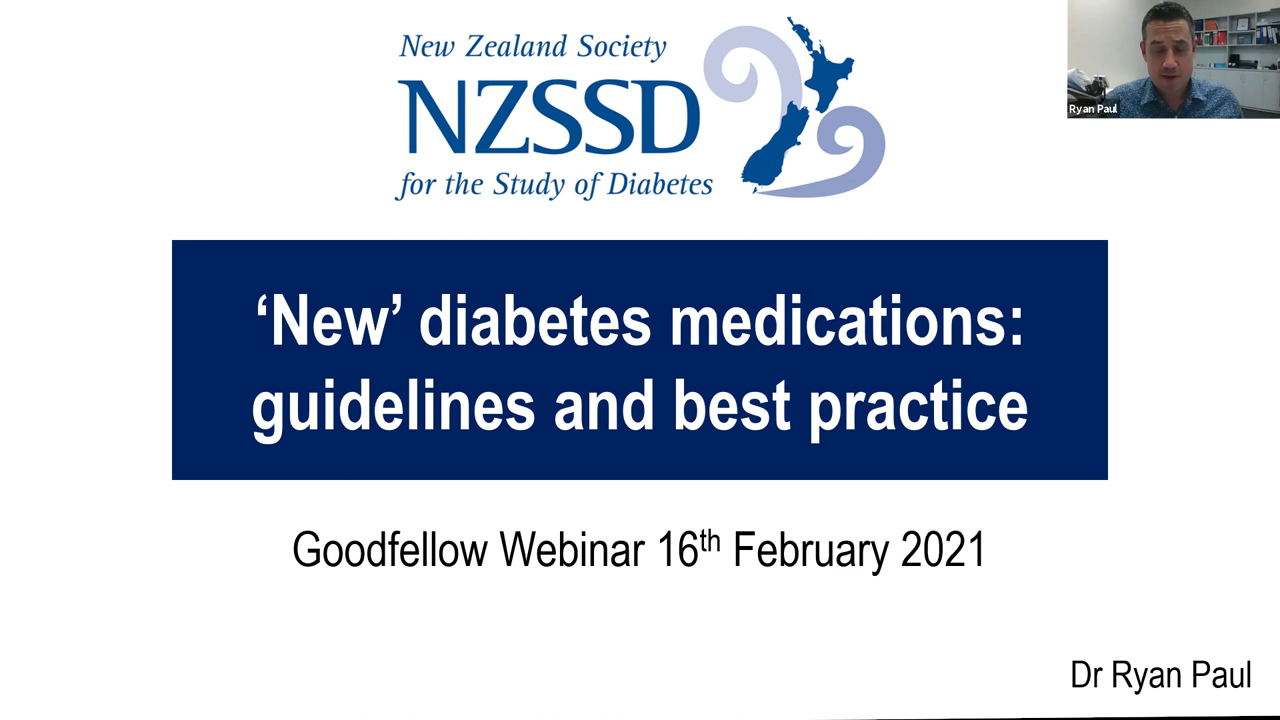 New Zealand Society
NZSSD
for the Study of Diabetes
Ryan Paul
‘New’ diabetes medications:
guidelines and best practice
Goodfellow Webinar 16th February 2021
Dr Ryan Paul